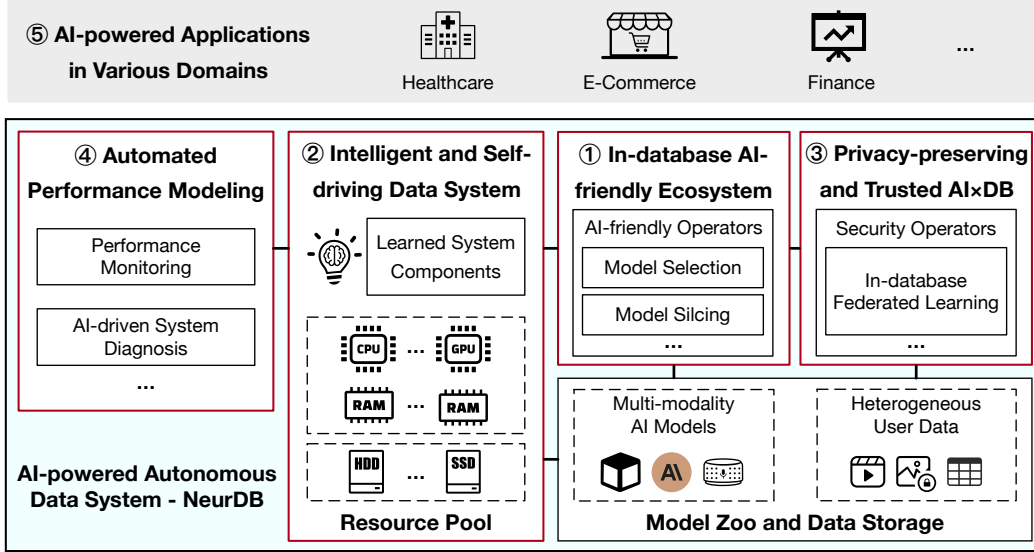 ⑤ AI-powered Applications
in Various Domains
Healthcare
E-Commerce
Finance
...
④ Automated
Performance Modeling
Performance
Monitoring
AI-driven System
Diagnosis
...
② Intelligent and Self-
driving Data System
Learned System
Components
CPU ... GPU
RAM ... RAM
HDD ... SSD
Resource Pool
① In-database AI-
friendly Ecosystem
AI-friendly Operators
Model Selection
Model Silcing
...
③ Privacy-preserving
and Trusted AI×DB
Security Operators
In-database
Federated Learning
...
Multi-modality
AI Models
A\
Heterogeneous
User Data
Model Zoo and Data Storage
AI-powered Autonomous
Data System - NeurDB